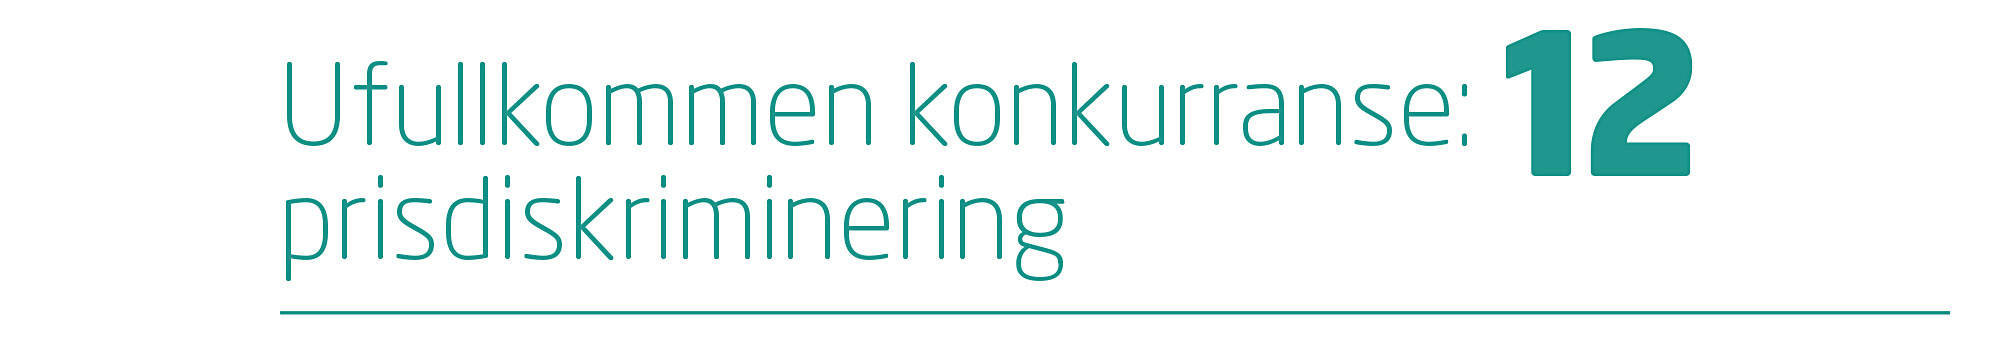 Ufullkommen konkurranse: 12
prisdiskriminering